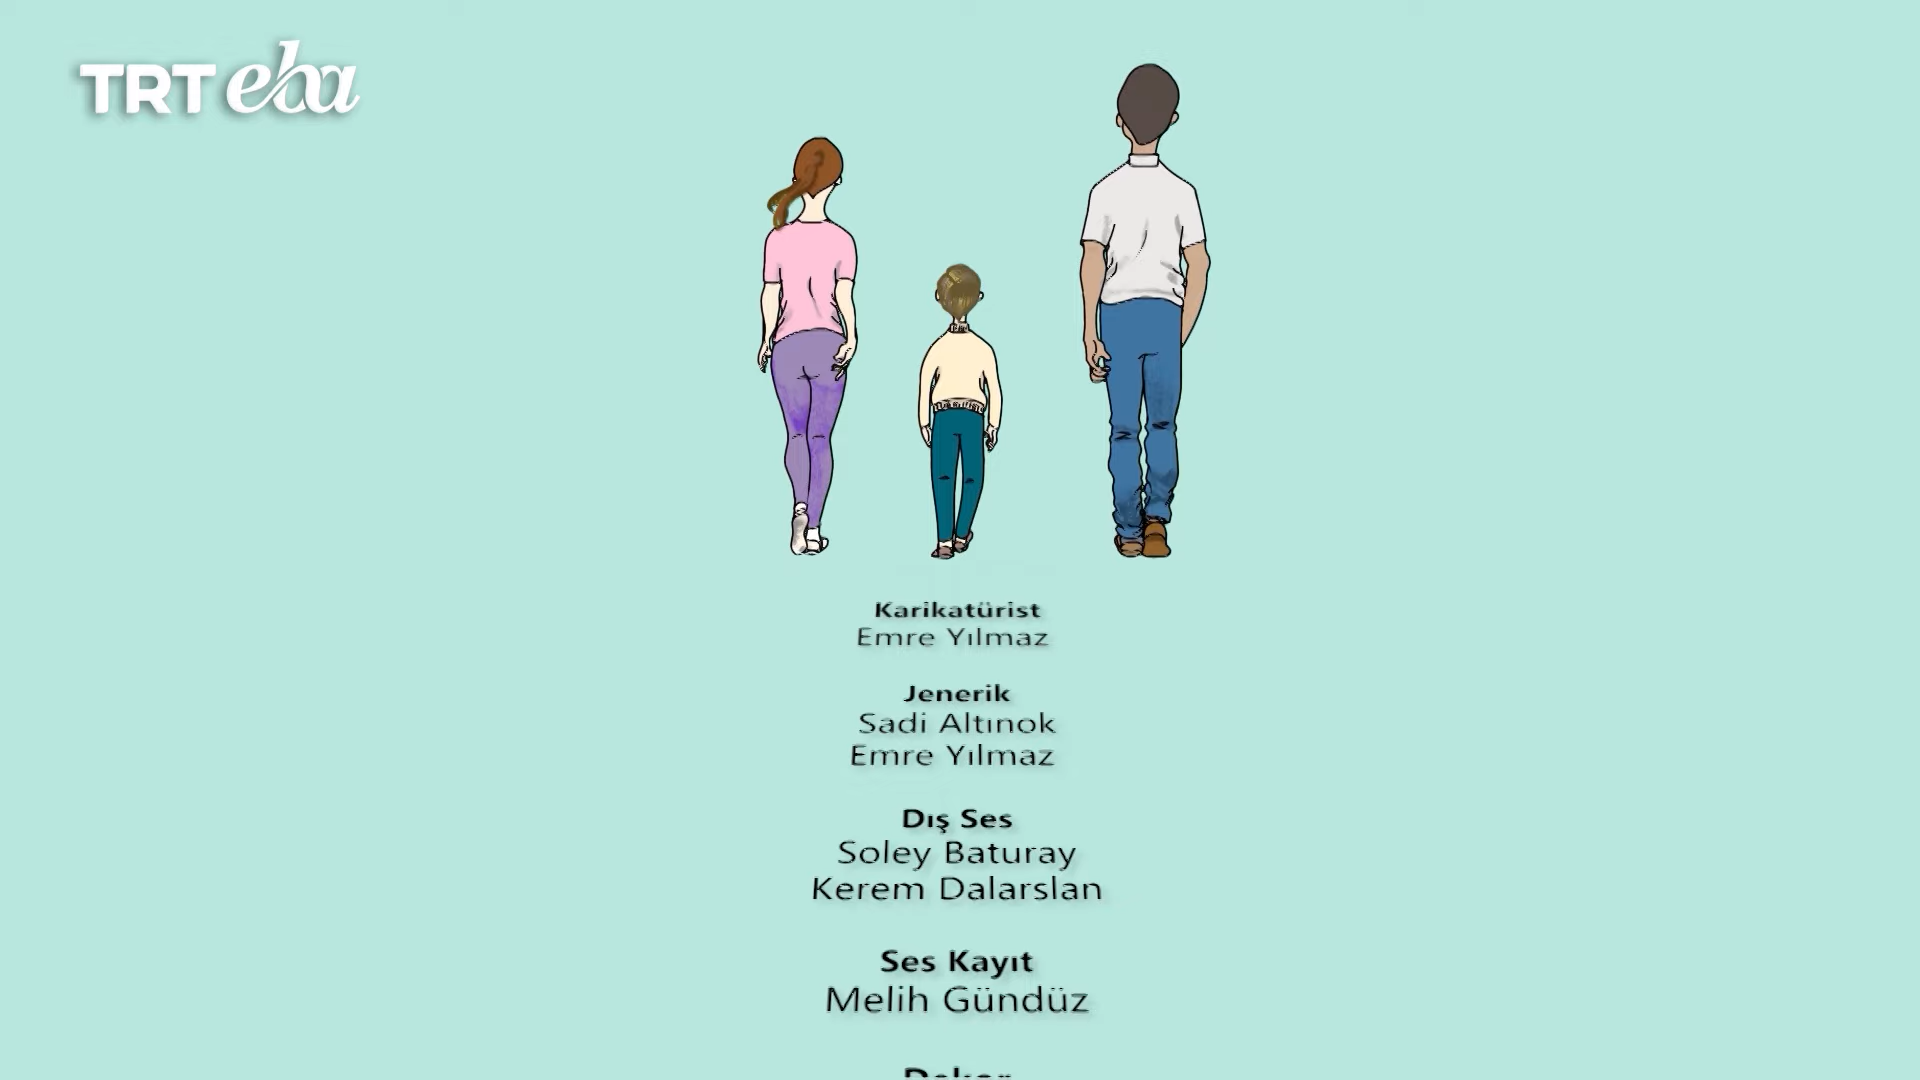 TRT eba
Karikatürist
Emre Yılmaz
Jenerik
Sadi Altınok
Emre Yılmaz
Dış Ses
Soley Baturay
Kerem Dalarslan
Ses Kayıt
Melih Gündüz
Dekor